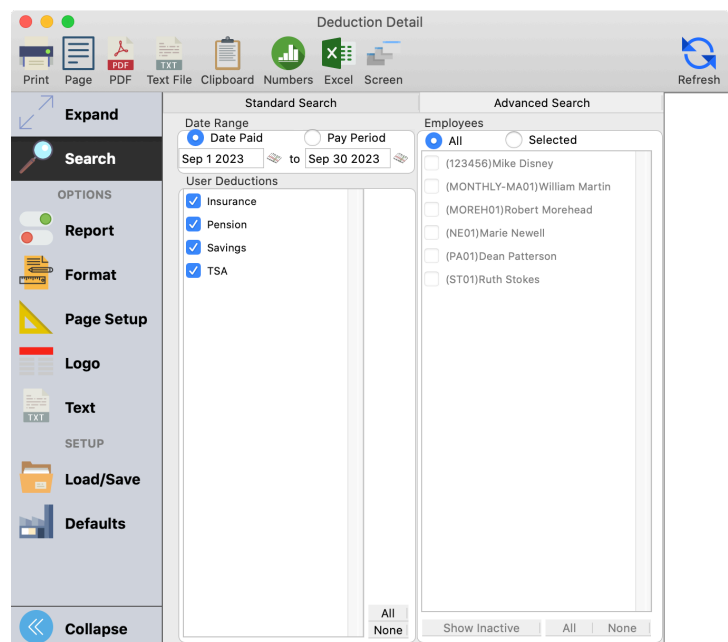 Deduction Detail
PDF
TXT
Print Page PDF Text File Clipboard Numbers Excel Screen Refresh
Expand
Search
OPTIONS
Report
Format
Page Setup
Logo
Text
TXT
SETUP
Load/Save
Defaults
Collapse
Standard Search
Advanced Search
Date Range
Date Paid Pay Period
Sep 1 2023 to Sep 30 2023
User Deductions
Insurance
Pension
Savings
TSA
All
None
Employees
All Selected
(123456)Mike Disney
(MONTHLY-MA01)William Martin
(MOREH01)Robert Morehead
(NE01)Marie Newell
(PA01)Dean Patterson
(ST01)Ruth Stokes
Show Inactive All None